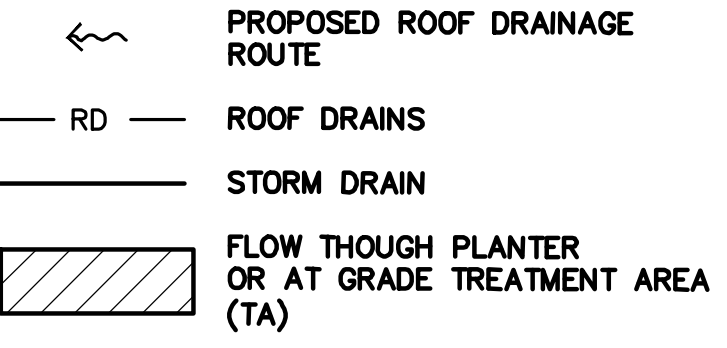 PROPOSED ROOF DRAINAGE
ROUTE
RD ROOF DRAINS
STORM DRAIN
FLOW THOUGH PLANTER
OR AT GRADE TREATMENT AREA
(TA)